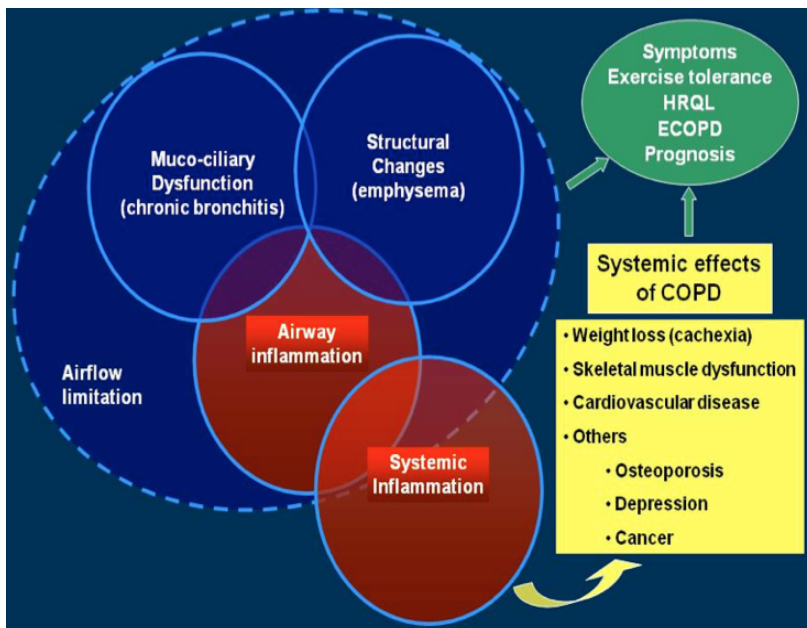 Muco-ciliary
Dysfunction
(chronic bronchitis)
Structural
Changes
(emphysema)
Airway
inflammation
Airflow
limitation
Systemic
Inflammation
Symptoms
Exercise tolerance
HRQL
ECOPD
Prognosis
Systemic effects
of COPD
• Weight loss (cachexia)
• Skeletal muscle dysfunction
• Cardiovascular disease
• Others
• Osteoporosis
• Depression
• Cancer